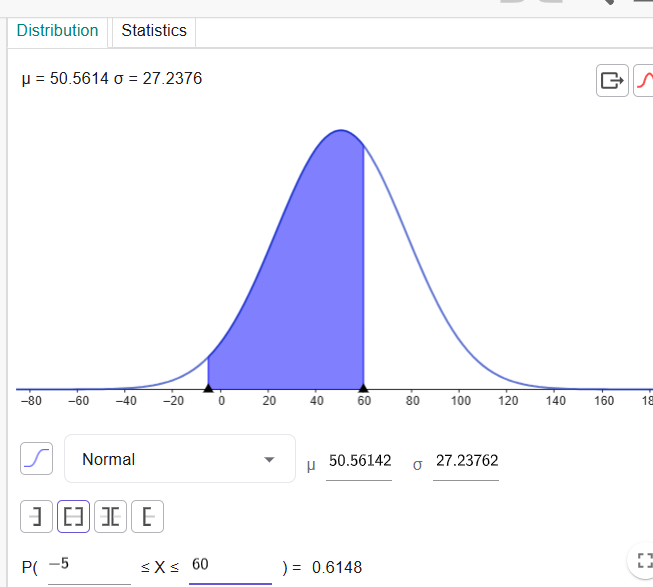 Distribution Statistics
μ = 50.5614 σ = 27.2376
−80 −60 −40 −20 0 20 40 60 80 100 120 140 160 18
Normal μ 50.56142 σ 27.23762
P( −5 ≤ X ≤ 60 ) = 0.6148